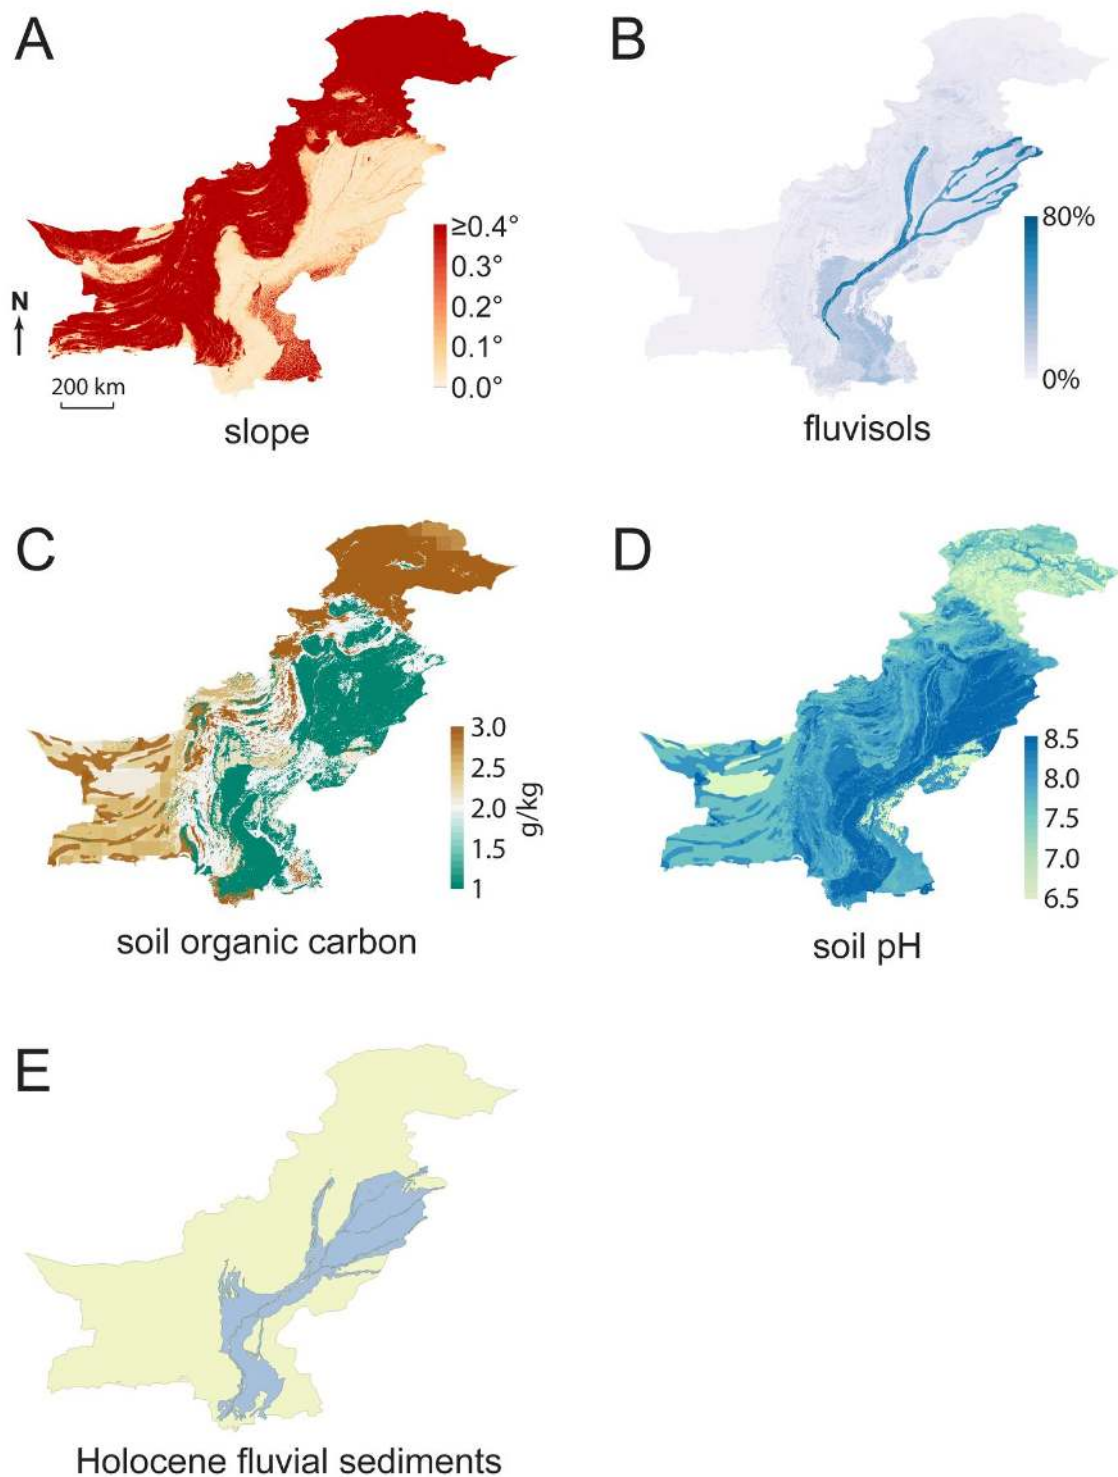 A
B
≥0.4°
0.3°
0.2°
0.1°
0.0°
N
200 km
slope
80%
0%
fluvisols
C
D
3.0
2.5
2.0
1.5
1
g/kg
soil organic carbon
8.5
8.0
7.5
7.0
6.5
soil pH
E
Holocene fluvial sediments